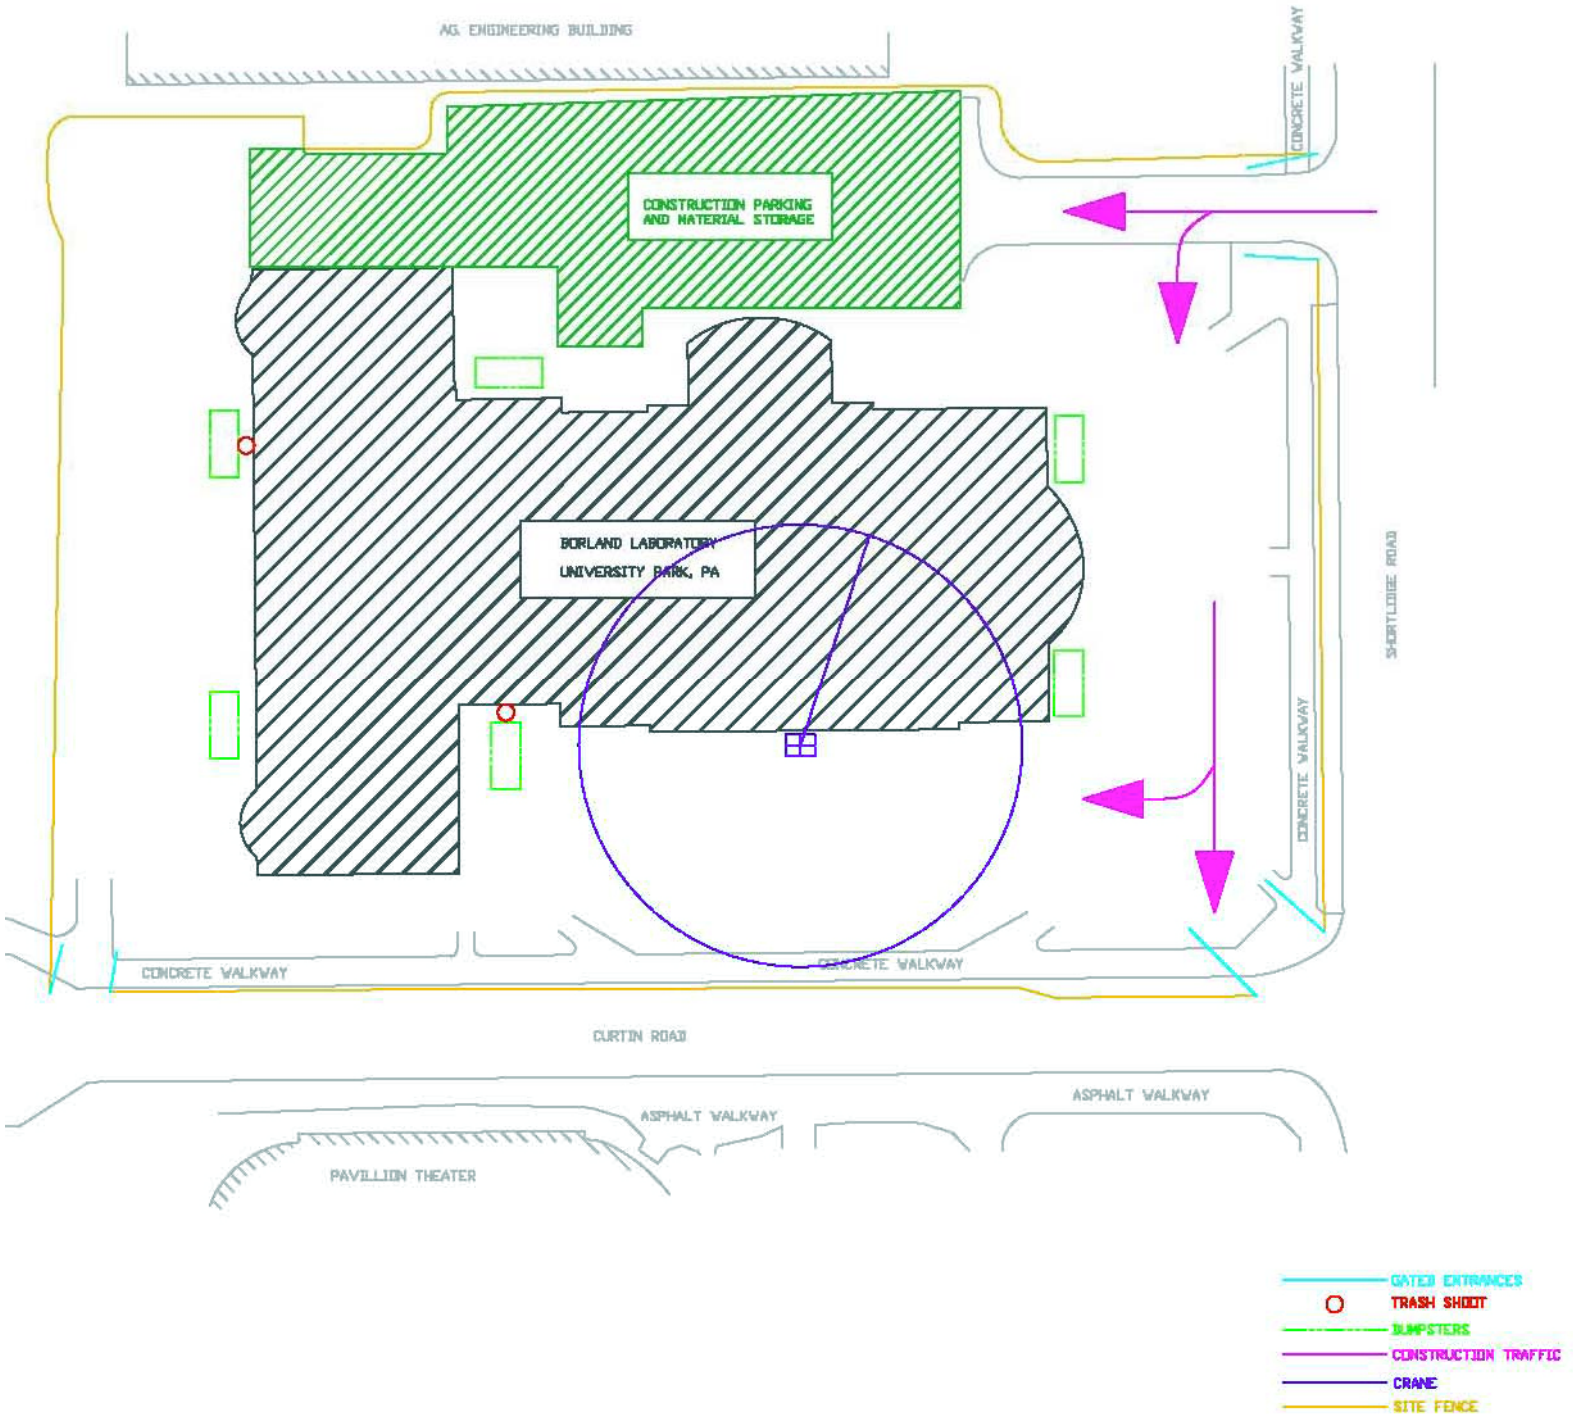 AG. ENGINEERING BUILDING
CONCRETE WALKWAY
CONSTRUCTION PARKING
AND MATERIAL STORAGE
BORLAND LABORATORY
UNIVERSITY PARK, PA
SHORTLIDGE ROAD
CONCRETE WALKWAY
CONCRETE WALKWAY
CONCRETE WALKWAY
CURTIN ROAD
ASPHALT WALKWAY
ASPHALT WALKWAY
PAVILLION THEATER
GATED ENTRANCES
TRASH SHOOT
DUMPSTERS
CONSTRUCTION TRAFFIC
CRANE
SITE FENCE